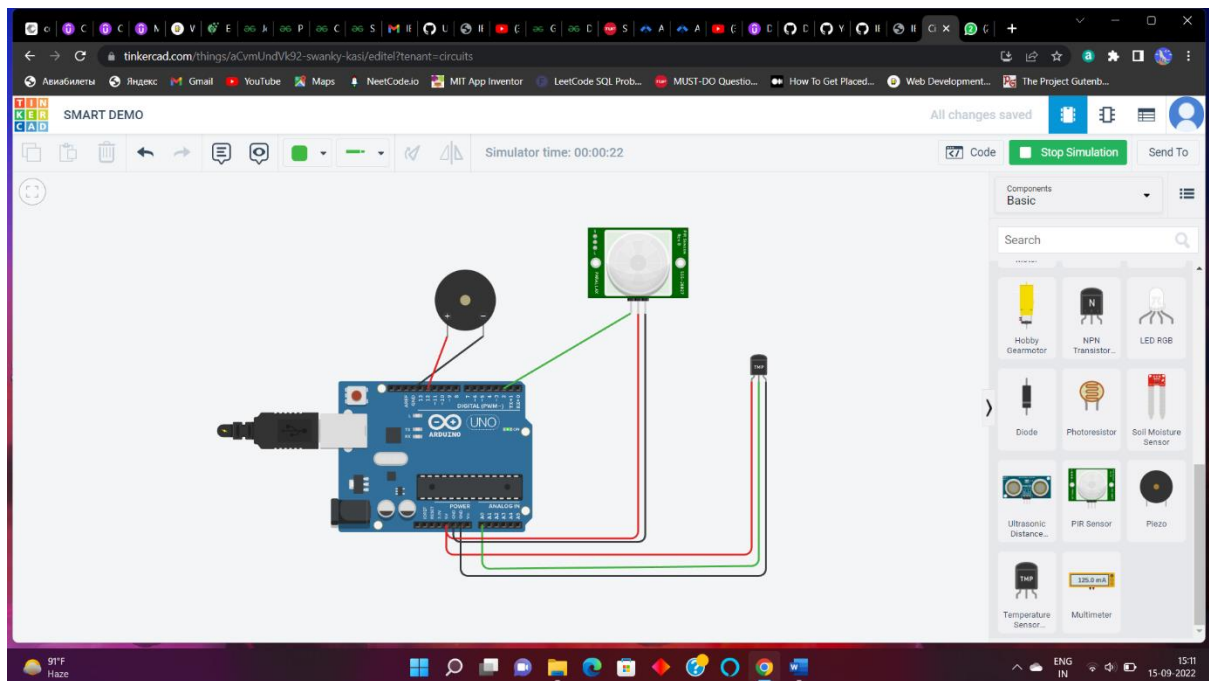 tinkercad.com/things/aCvmUndVk92-swanky-kasi/editel?tenant=circuits
Авиабилеты Яндекс Gmail YouTube Maps NeetCode.io MIT App Inventor LeetCode SQL Prob... MUST-DO Questio... How To Get Placed... Web Development... The Project Gutenb...
TIN
KER
CAD
SMART DEMO
All changes saved
Simulator time: 00:00:22
Code
Stop Simulation
Send To
Components
Basic
Search
Hobby Gearmotor
NPN Transistor...
LED RGB
Diode
Photoresistor
Soil Moisture Sensor
Ultrasonic Distance...
PIR Sensor
Piezo
TMP
125.0 mA
Temperature Sensor...
Multimeter
TMP
DIGITAL (PWM~)
UNO
ARDUINO
POWER
ANALOG IN
91°F
Haze
ENG
IN
15:11
15-09-2022